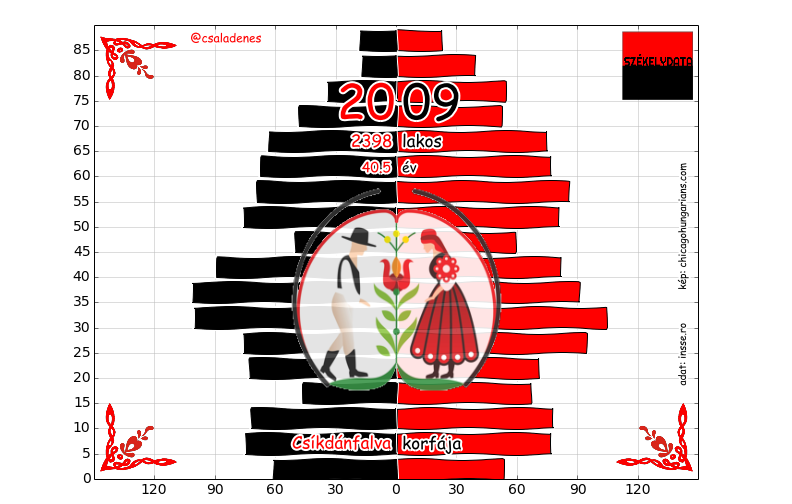 @csaladenes
SZÉKELYDATA
2009
2398 lakos
40.5 év
kép: chicagohungarians.com
adat: insse.ro
Csíkdánfalva korfája
85
80
75
70
65
60
55
50
45
40
35
30
25
20
15
10
5
0
120 90 60 30 0 30 60 90 120